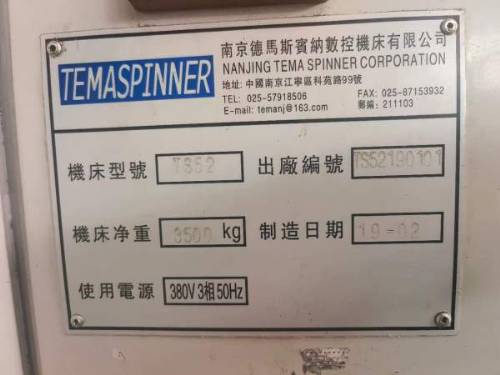 TEMASPINNER
南京德馬斯賓納數控機床有限公司
NANJING TEMA SPINNER CORPORATION
地址: 中國南京江寧區科苑路99號
TEL: 025-57918506 FAX: 025-87153932
E-mail: temanj@163.com 郵編: 211103
機床型號 TS52 出廠編號 TS52190101
機床净重 3500 kg 制造日期 19-02
使用電源 380V 3相 50Hz